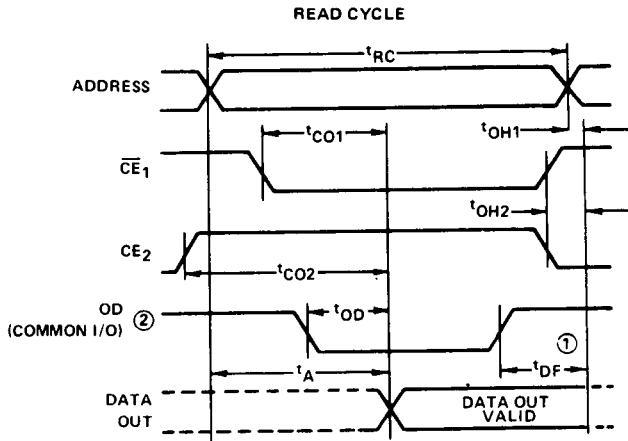 READ CYCLE
tRC
ADDRESS
tCO1
tOH1
CE1
tOH2
CE2
tCO2
OD ② tOD
(COMMON I/O) ①
tA tDF
DATA OUT
DATA OUT VALID